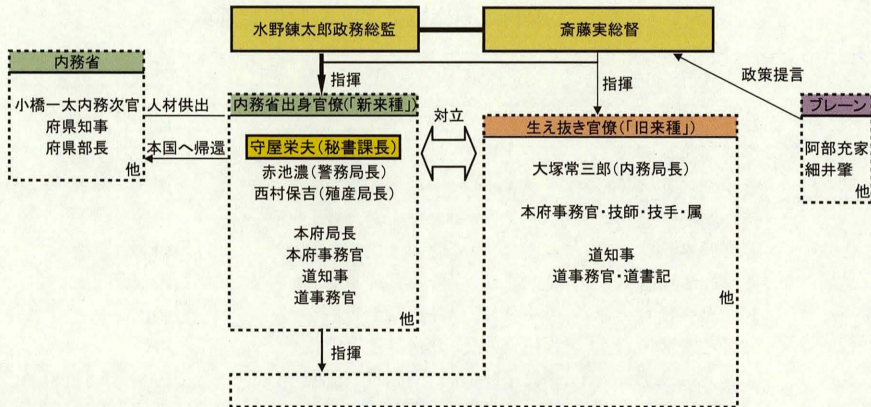 水野錬太郎政務総監
斎藤実総督
内務省
小橋一太内務次官
府県知事
府県部長
他
人材供出
本国へ帰還
指揮
内務省出身官僚(「新来種」)
守屋栄夫(秘書課長)
赤池濃(警務局長)
西村保吉(殖産局長)
本府局長
本府事務官
道知事
道事務官
他
対立
指揮
生え抜き官僚(「旧来種」)
大塚常三郎(内務局長)
本府事務官・技師・技手・属
道知事
道事務官・道書記
他
政策提言
ブレーン
阿部充家
細井肇
他
指揮